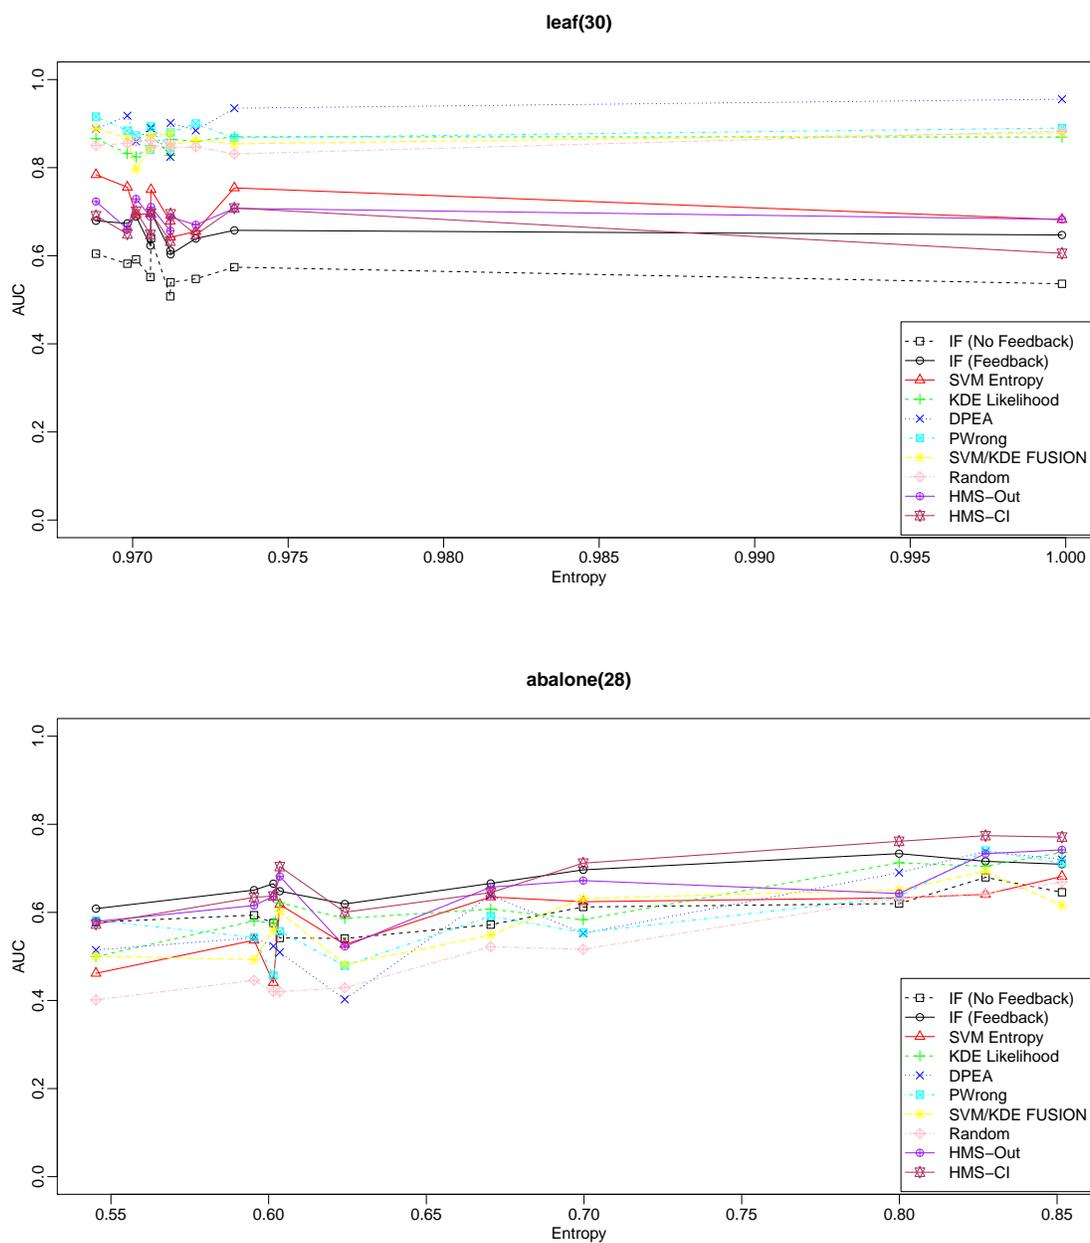 leaf(30)
1.0
0.8
0.6
0.4
0.2
0.0
AUC
0.970 0.975 0.980 0.985 0.990 0.995 1.000
Entropy
IF (No Feedback)
IF (Feedback)
SVM Entropy
KDE Likelihood
DPEA
PWrong
SVM/KDE FUSION
Random
HMS−Out
HMS−CI
abalone(28)
1.0
0.8
0.6
0.4
0.2
0.0
AUC
0.55 0.60 0.65 0.70 0.75 0.80 0.85
Entropy
IF (No Feedback)
IF (Feedback)
SVM Entropy
KDE Likelihood
DPEA
PWrong
SVM/KDE FUSION
Random
HMS−Out
HMS−CI